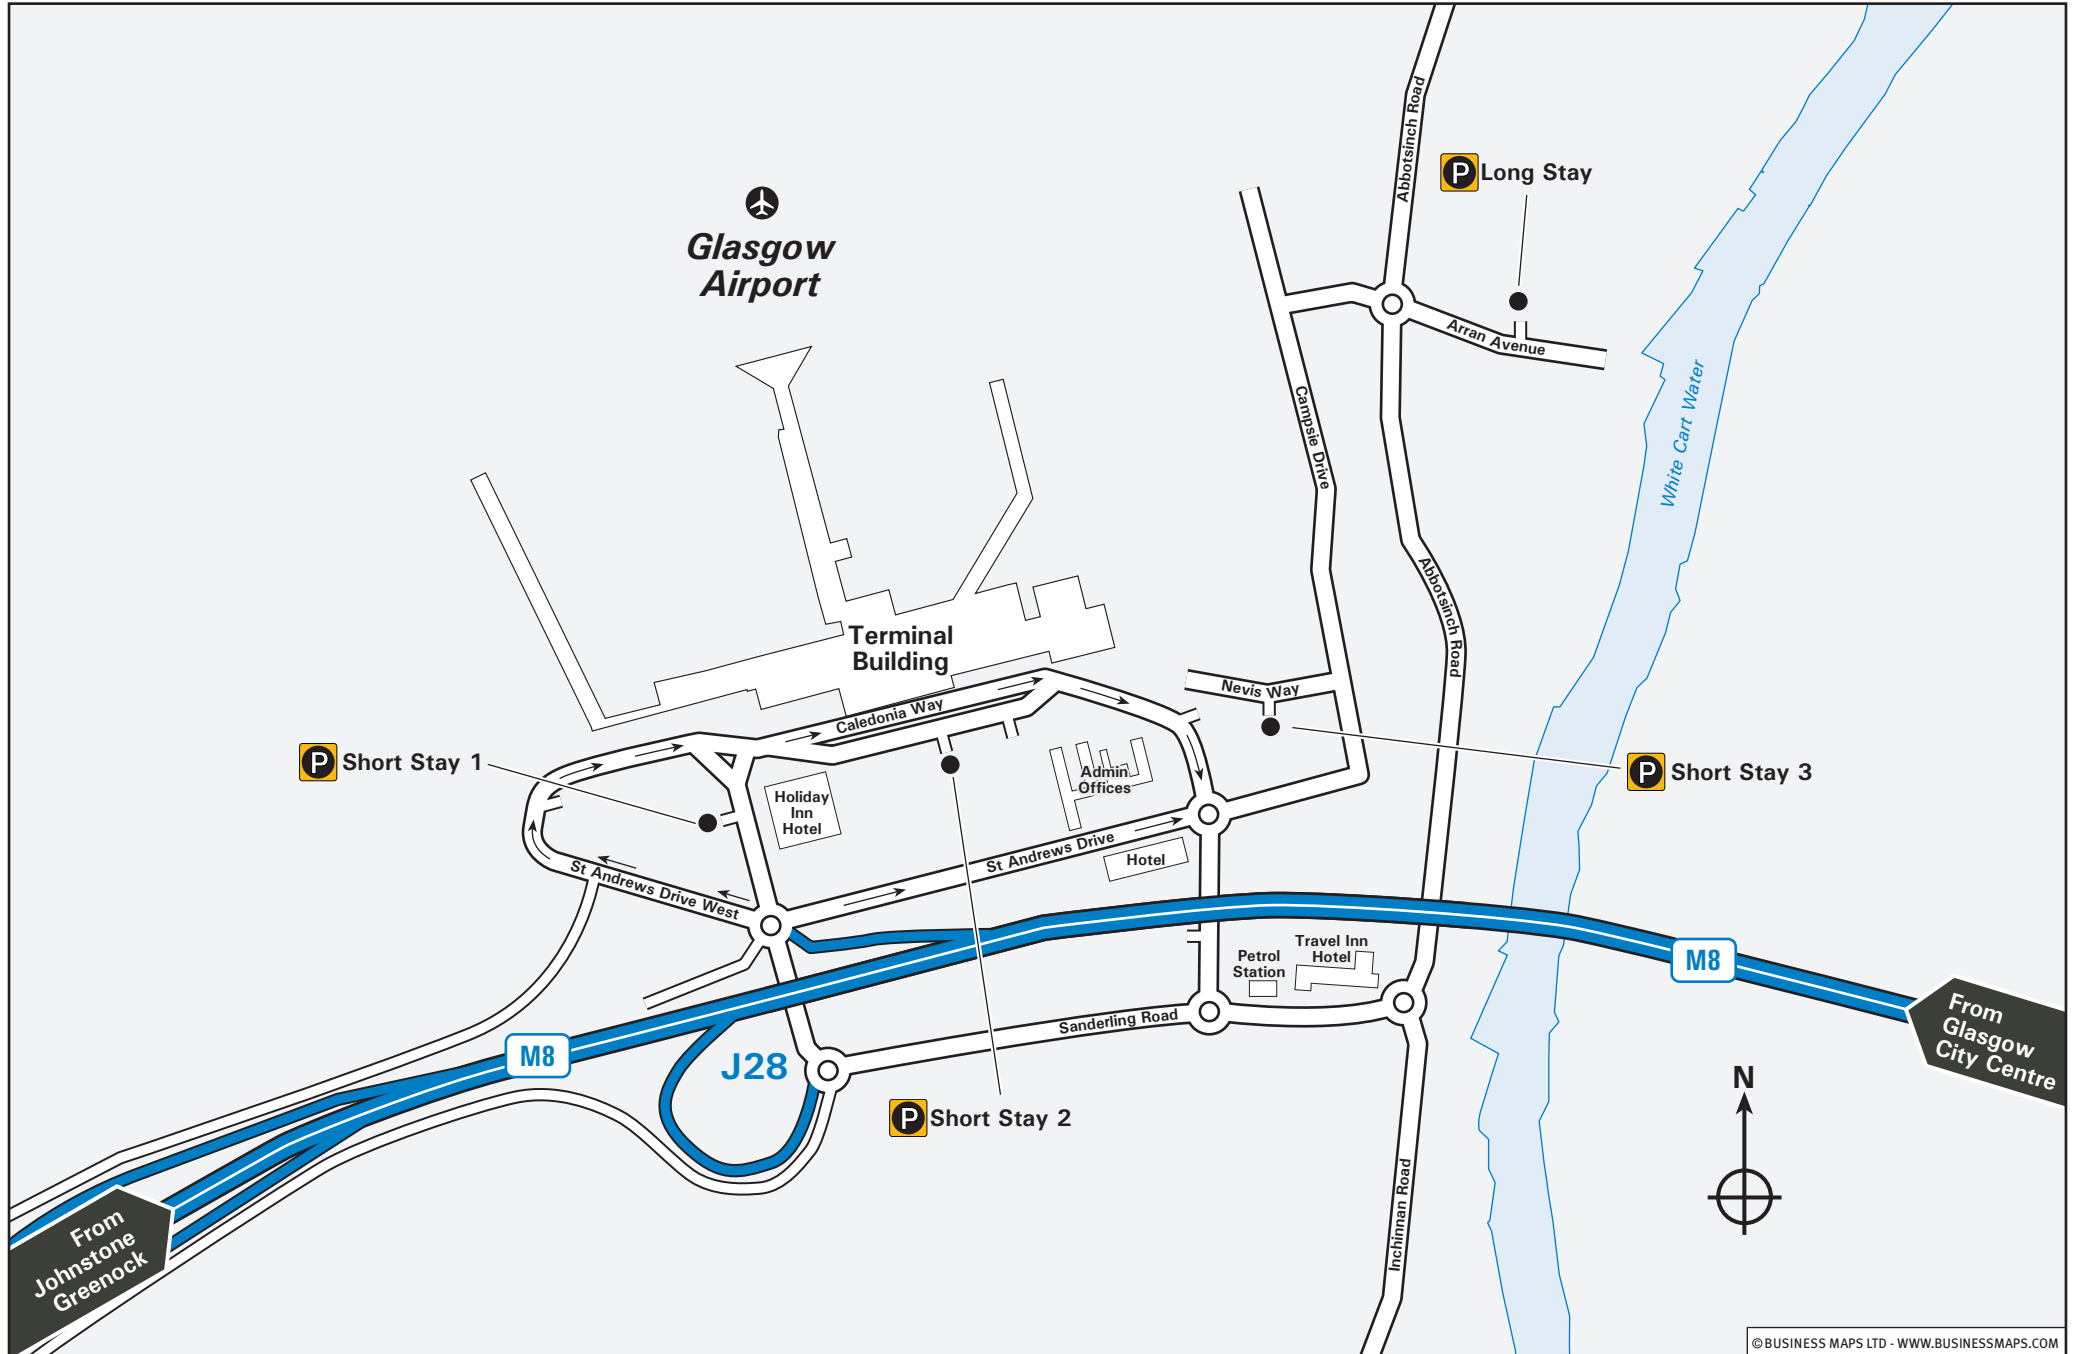 Abbotsinch Road
P Long Stay
Glasgow
Airport
Arran Avenue
White Cart Water
Campsie Drive
Abbotsinch Road
Terminal
Building
Nevis Way
Caledonia Way
P Short Stay 1
P Short Stay 3
Admin
Offices
Holiday
Inn
Hotel
St Andrews Drive
Hotel
St Andrews Drive West
Travel Inn
Hotel
Petrol
Station
M8
From
Glasgow
City Centre
Sanderling Road
M8
J28
N
P Short Stay 2
Inchinnan Road
From
Johnstone
Greenock
© BUSINESS MAPS LTD - WWW.BUSINESSMAPS.COM